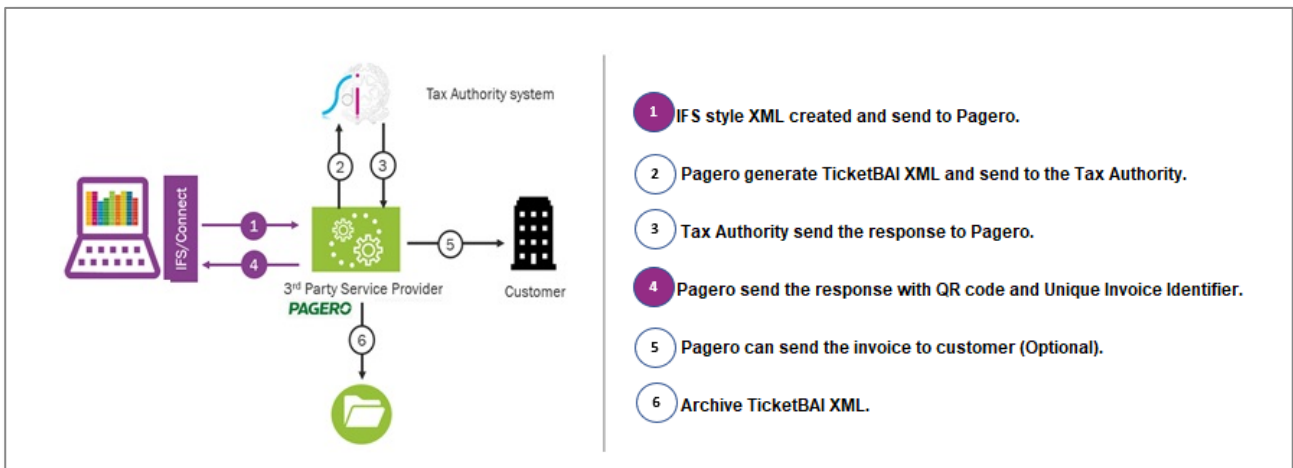 Tax Authority system
2
3
IFS/Connect
1
4
5
3rd Party Service Provider
PAGERO
Customer
6
1 IFS style XML created and send to Pagero.
2 Pagero generate TicketBAI XML and send to the Tax Authority.
3 Tax Authority send the response to Pagero.
4 Pagero send the response with QR code and Unique Invoice Identifier.
5 Pagero can send the invoice to customer (Optional).
6 Archive TicketBAI XML.